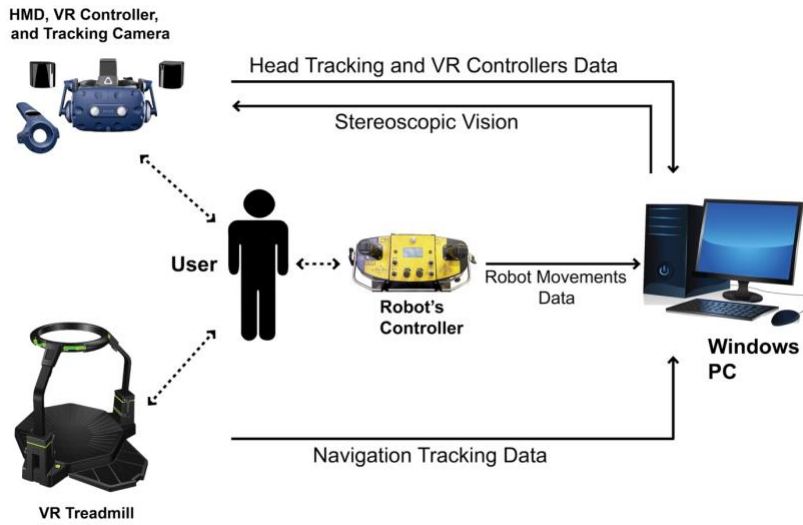 HMD, VR Controller,
and Tracking Camera
Head Tracking and VR Controllers Data
Stereoscopic Vision
User
Robot's
Controller
Robot Movements
Data
Windows
PC
Navigation Tracking Data
VR Treadmill